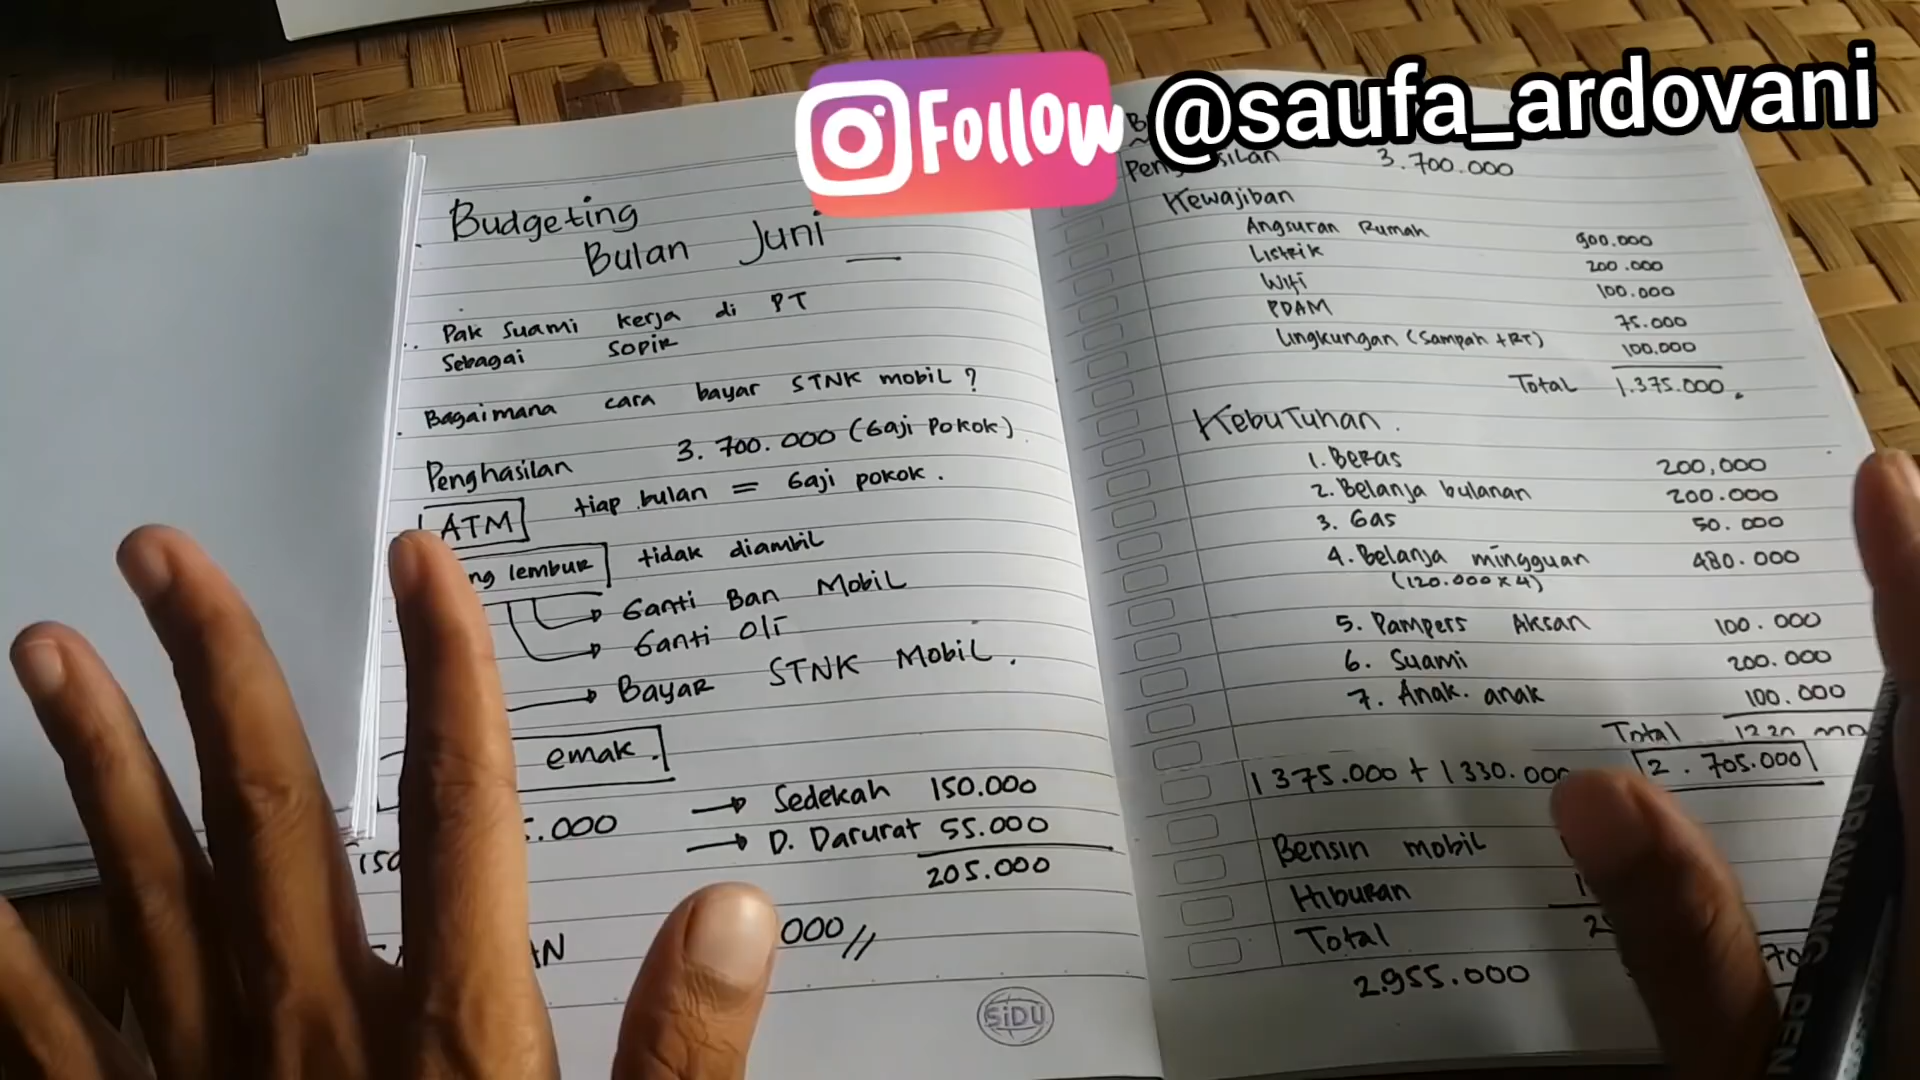 Follow @saufa_ardovani
Budgeting
Bulan Juni
Pak Suami kerja di PT
Sebagai Sopir
Bagaimana cara bayar STNK mobil?
Penghasilan 3.700.000 (Gaji Pokok)
ATM tiap bulan = Gaji pokok.
lembur tidak diambil
Ganti Ban Mobil
Ganti Oli
Bayar STNK Mobil.
emak.
.000 Sedekah 150.000
D. Darurat 55.000
205.000
000//
SiDU
3.700.000
Kewajiban
Angsuran Rumah 900.000
Listrik 200.000
Wifi 100.000
PDAM 75.000
Lingkungan (Sampah + RT) 100.000
Total 1.375.000.
Kebutuhan.
1. Beras 200,000
2. Belanja bulanan 200.000
3. Gas 50.000
4. Belanja mingguan 480.000
(120.000 x 4)
5. Pampers Aksan 100.000
6. Suami 200.000
7. Anak. anak 100.000
Total
1375.000 + 1330.000 2.705.000
Bensin mobil
Hiburan
Total
2.955.000
DRAWING PEN